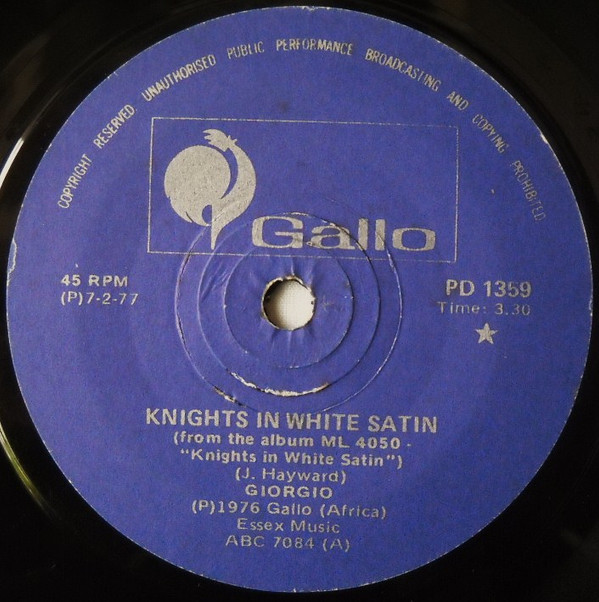 COPYRIGHT RESERVED UNAUTHORISED PUBLIC PERFORMANCE BROADCASTING AND COPYING PROHIBITED
Gallo
45 RPM
(P)7-2-77
PD 1359
Time: 3.30
KNIGHTS IN WHITE SATIN
(from the album ML 4050 -
"Knights in White Satin")
(J. Hayward)
GIORGIO
(P)1976 Gallo (Africa)
Essex Music
ABC 7084 (A)